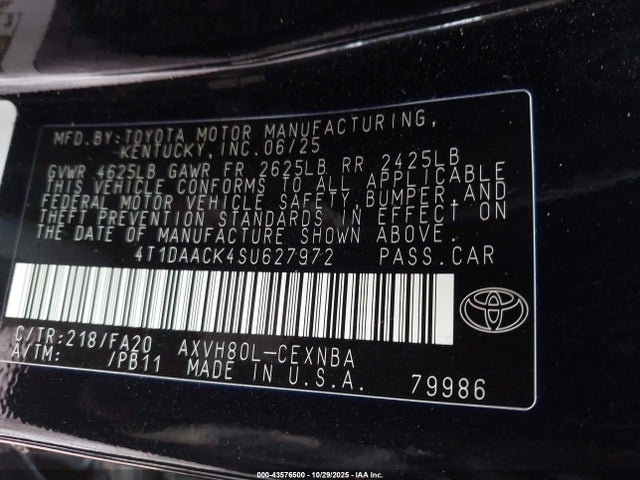 MFD.BY:TOYOTA MOTOR MANUFACTURING,
KENTUCKY, INC.06/25
GVWR 4625LB GAWR FR 2625LB RR 2425LB
THIS VEHICLE CONFORMS TO ALL APPLICABLE
FEDERAL MOTOR VEHICLE SAFETY,BUMPER,AND
THEFT PREVENTION STANDARDS IN EFFECT ON
THE DATE OF MANUFACTURE SHOWN ABOVE.
4T1DAACK4SU627972 PASS.CAR
C/TR:218/FA20 AXVH80L-CEXNBA
A/TM: /PB11 MADE IN U.S.A.
79986
000-43576500 - 10/29/2025 - IAA Inc.